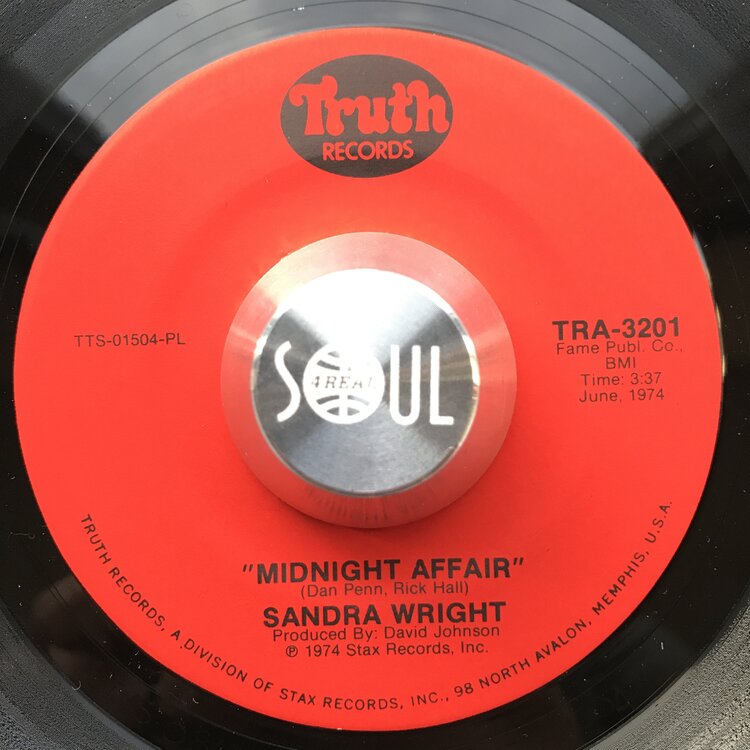 Truth
RECORDS
TTS-01504-PL
TRA-3201
Fame Publ. Co.,
BMI
Time: 3:37
June, 1974
SOUL
4REAL
"MIDNIGHT AFFAIR"
(Dan Penn, Rick Hall)
SANDRA WRIGHT
Produced By: David Johnson
℗ 1974 Stax Records, Inc.
TRUTH RECORDS, A DIVISION OF STAX RECORDS, INC., 98 NORTH AVALON, MEMPHIS, U.S.A.